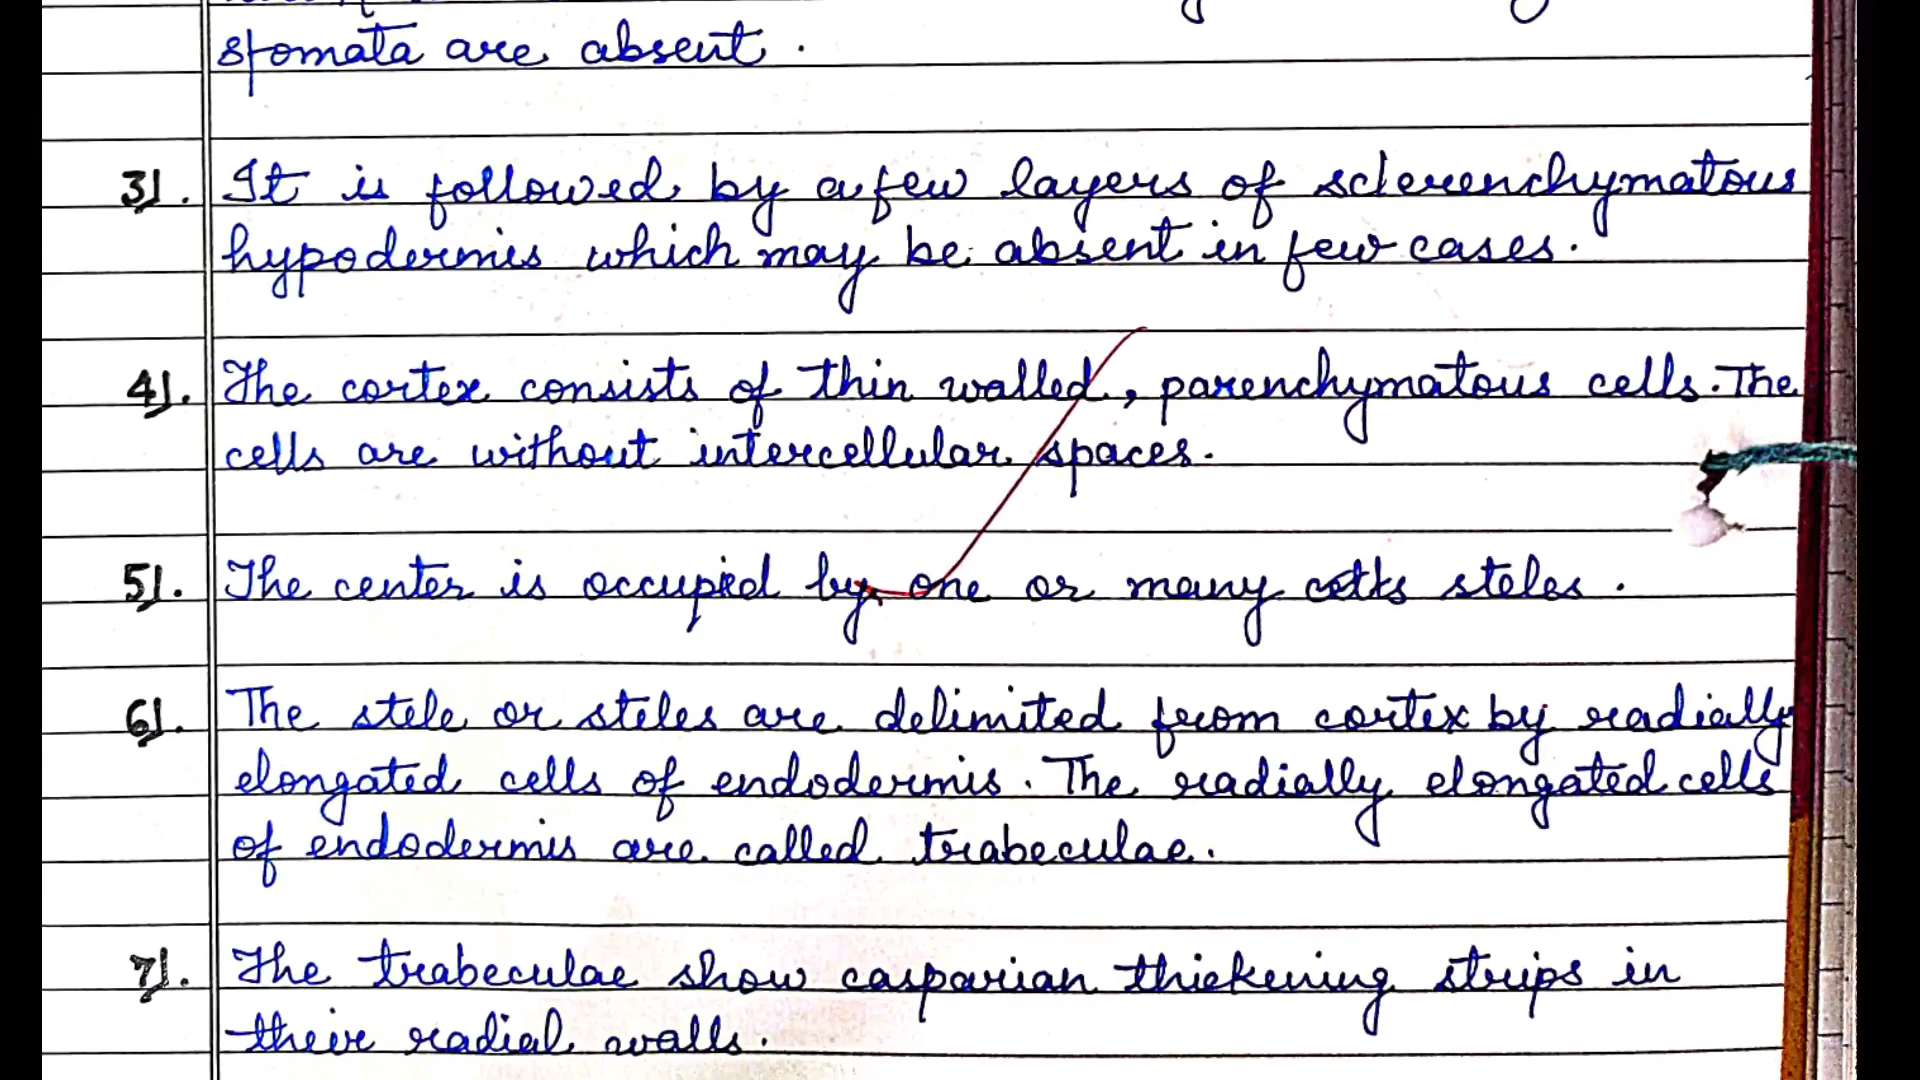 stomata are absent.
3). It is followed by a few layers of sclerenchymatous
hypodermis which may be absent in few cases.
4). The cortex consists of thin walled, parenchymatous cells. The
cells are without intercellular spaces.
5). The center is occupied by one or many steles.
6). The stele or steles are delimited from cortex by radially
elongated cells of endodermis. The radially elongated cells
of endodermis are called trabeculae.
7). The trabeculae show casparian thickening strips in
their radial walls.